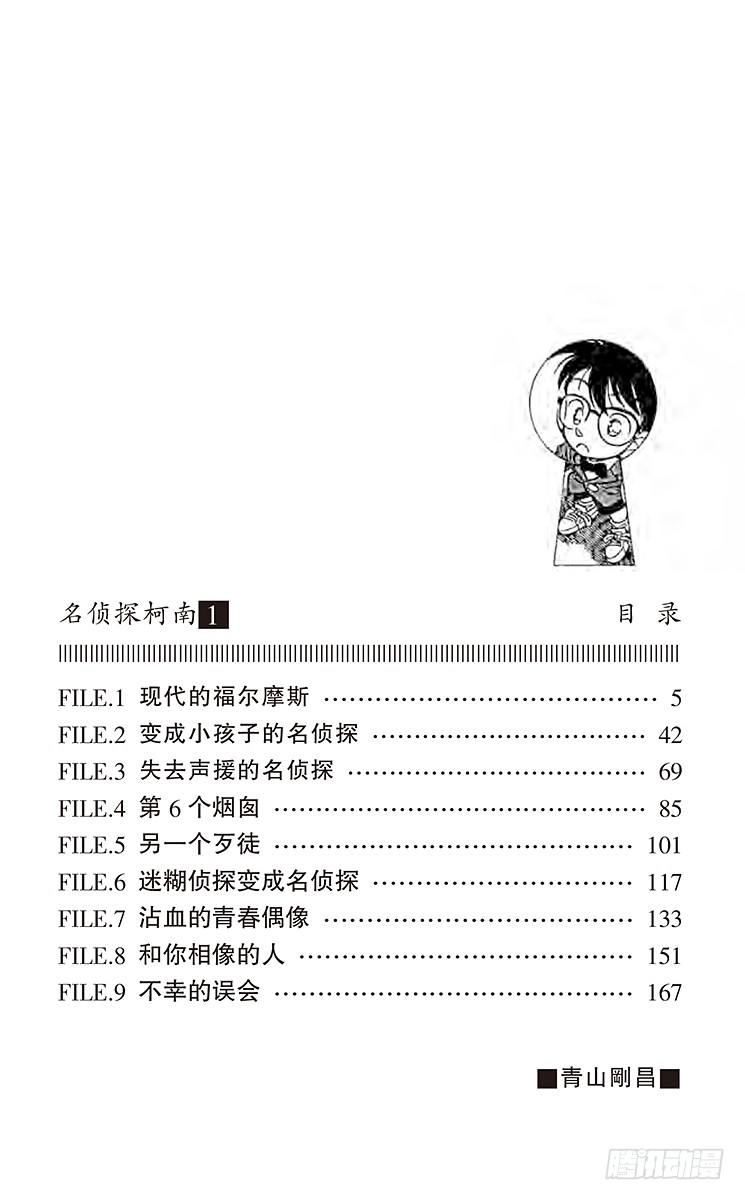 名侦探柯南1 目 录
FILE.1 现代的福尔摩斯 …………………………………… 5
FILE.2 变成小孩子的名侦探 …………………………… 42
FILE.3 失去声援的名侦探 ……………………………… 69
FILE.4 第6个烟囱 ……………………………………… 85
FILE.5 另一个歹徒 ……………………………………… 101
FILE.6 迷糊侦探变成名侦探 …………………………… 117
FILE.7 沾血的青春偶像 ………………………………… 133
FILE.8 和你相像的人 …………………………………… 151
FILE.9 不幸的误会 ……………………………………… 167
■青山剛昌■
腾讯动漫